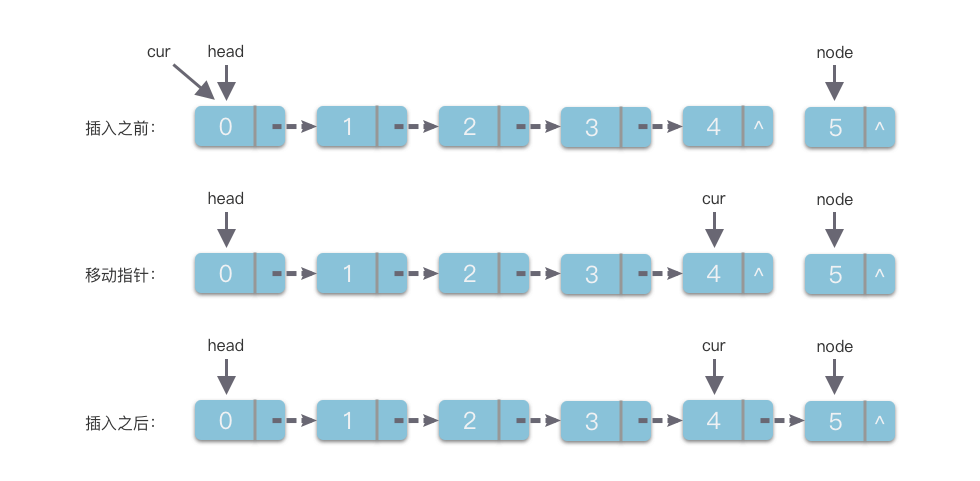 cur head node
插入之前: 0 1 2 3 4 ^ 5 ^
head cur node
移动指针: 0 1 2 3 4 ^ 5 ^
head cur node
插入之后: 0 1 2 3 4 5 ^